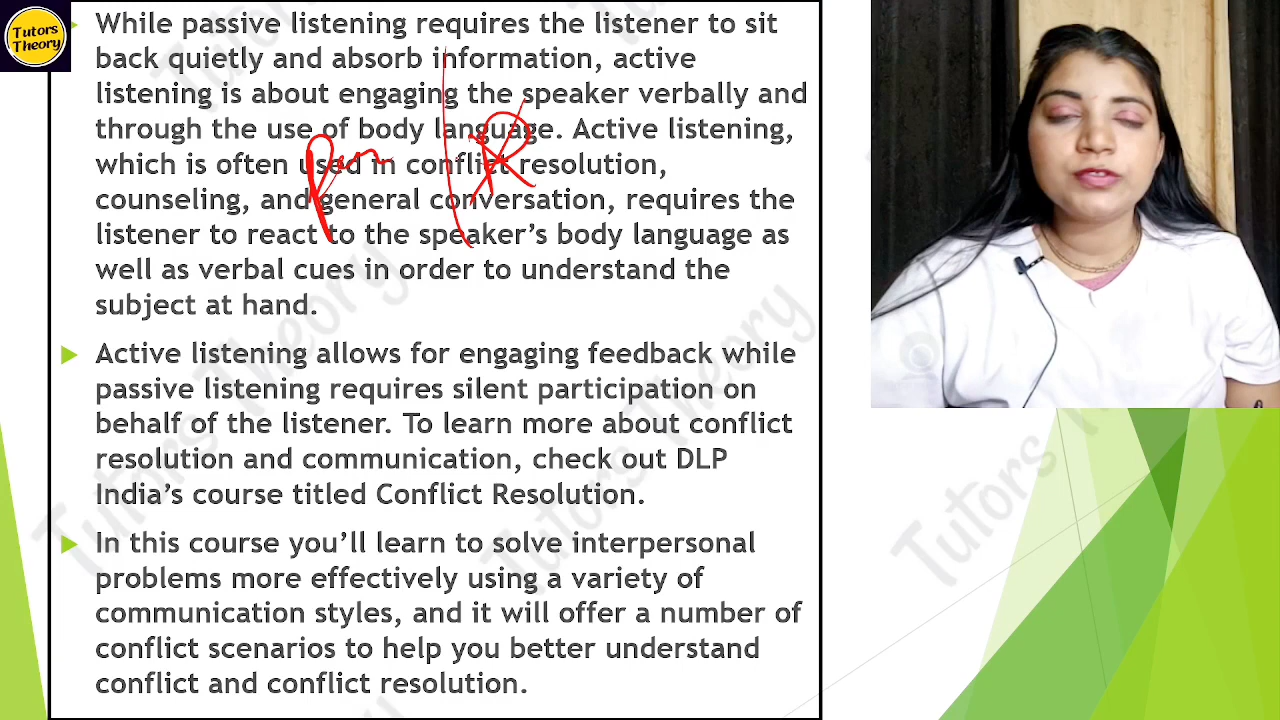 Tutors
Theory
While passive listening requires the listener to sit
back quietly and absorb information, active
listening is about engaging the speaker verbally and
through the use of body language. Active listening,
which is often used in conflict resolution,
counseling, and general conversation, requires the
listener to react to the speaker’s body language as
well as verbal cues in order to understand the
subject at hand.
Active listening allows for engaging feedback while
passive listening requires silent participation on
behalf of the listener. To learn more about conflict
resolution and communication, check out DLP
India’s course titled Conflict Resolution.
In this course you’ll learn to solve interpersonal
problems more effectively using a variety of
communication styles, and it will offer a number of
conflict scenarios to help you better understand
conflict and conflict resolution.
Tutors Theory
Tutors Theory
Tutors Theory